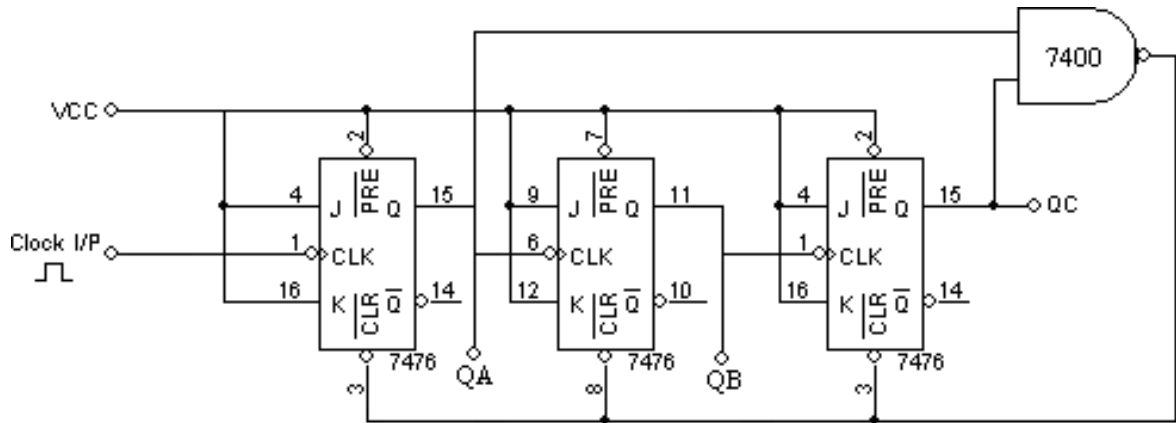 7400
VCC
2
7
2
4
J
PRE
Q
15
9
J
PRE
Q
11
4
J
PRE
Q
15
QC
Clock I/P
1
CLK
6
CLK
1
CLK
16
K
CLR
Q
14
12
K
CLR
Q
10
16
K
CLR
Q
14
7476
7476
7476
QA
QB
3
8
3